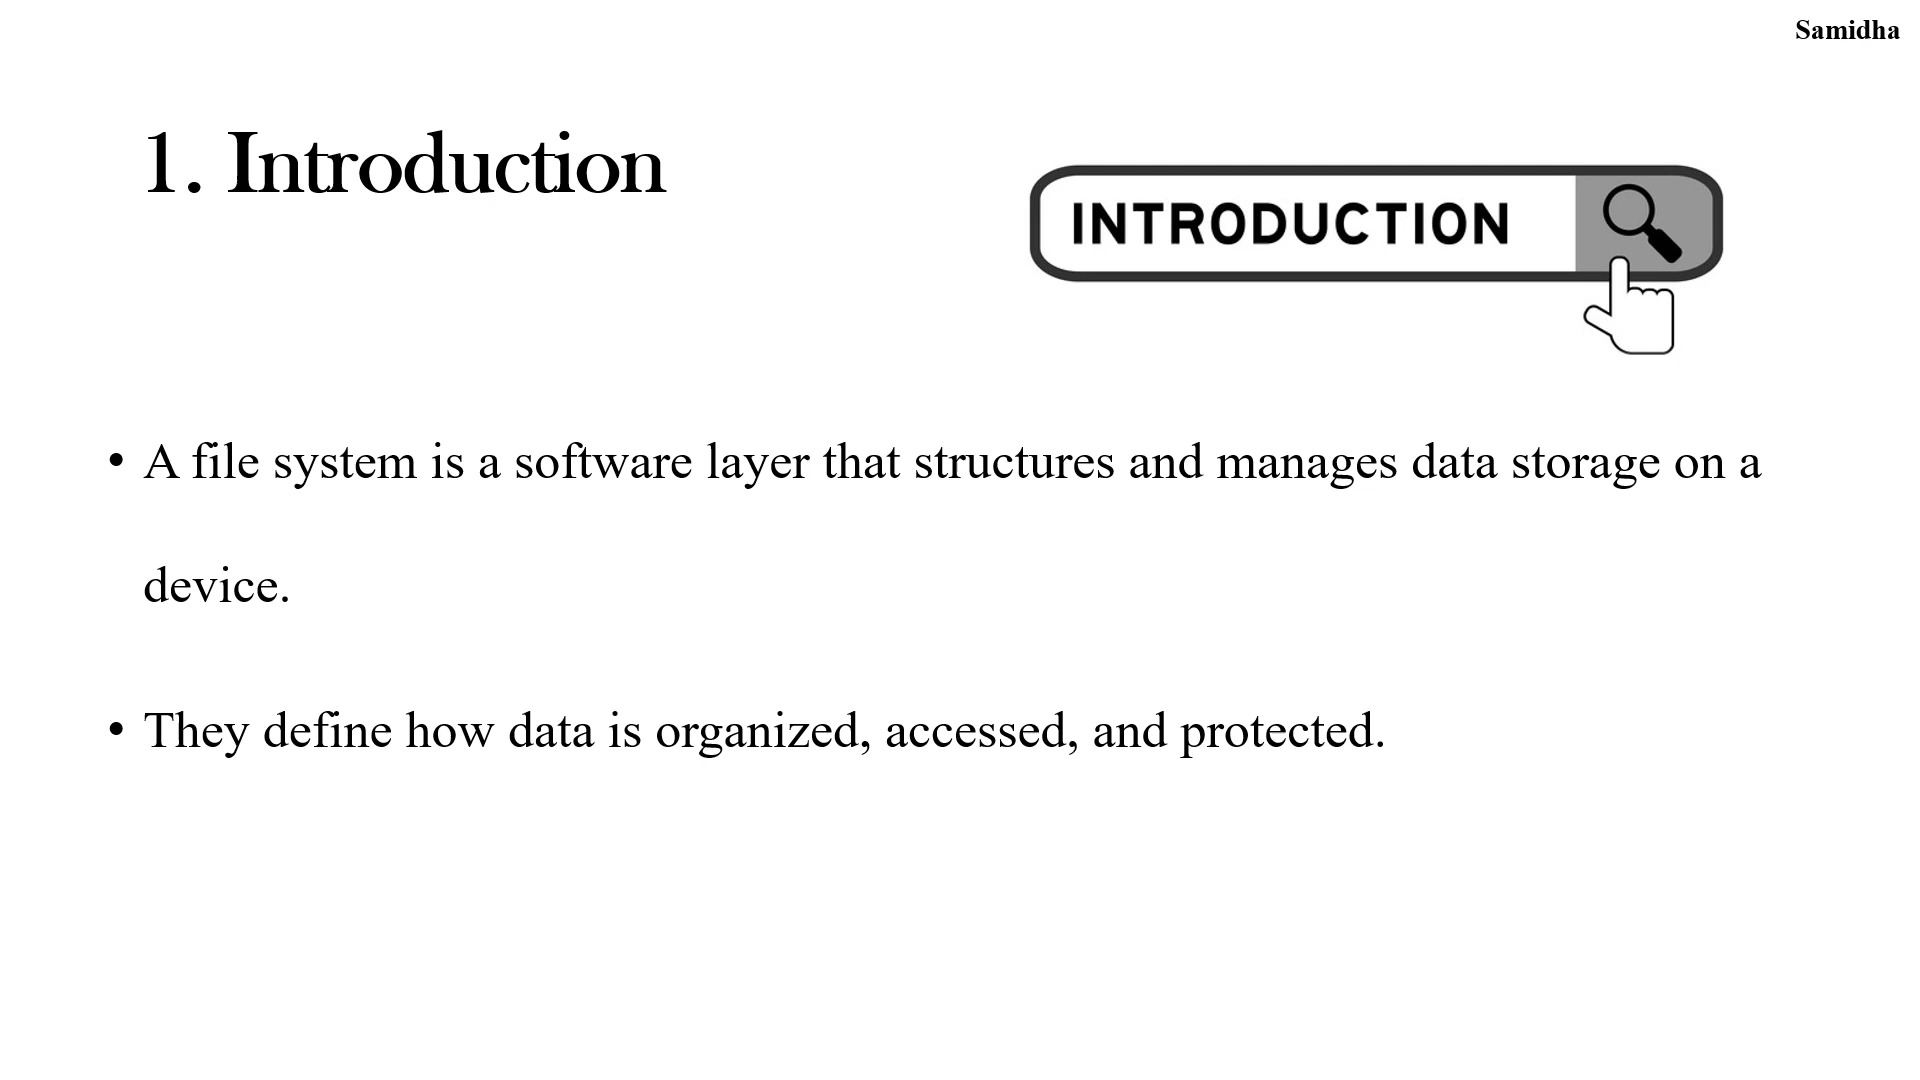 Samidha
1. Introduction
INTRODUCTION
• A file system is a software layer that structures and manages data storage on a
device.
• They define how data is organized, accessed, and protected.